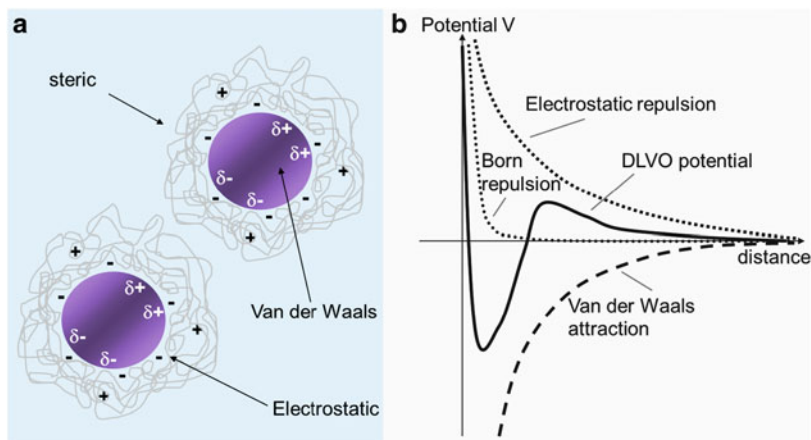 a
steric
+
-
δ+
δ+
-
-
-
+
δ-
δ-
-
-
-
+
+
-
δ+
-
δ+
-
+
δ-
δ-
-
-
-
+
Van der Waals
Electrostatic
b
Potential V
Electrostatic repulsion
Born
repulsion
DLVO potential
distance
Van der Waals
attraction